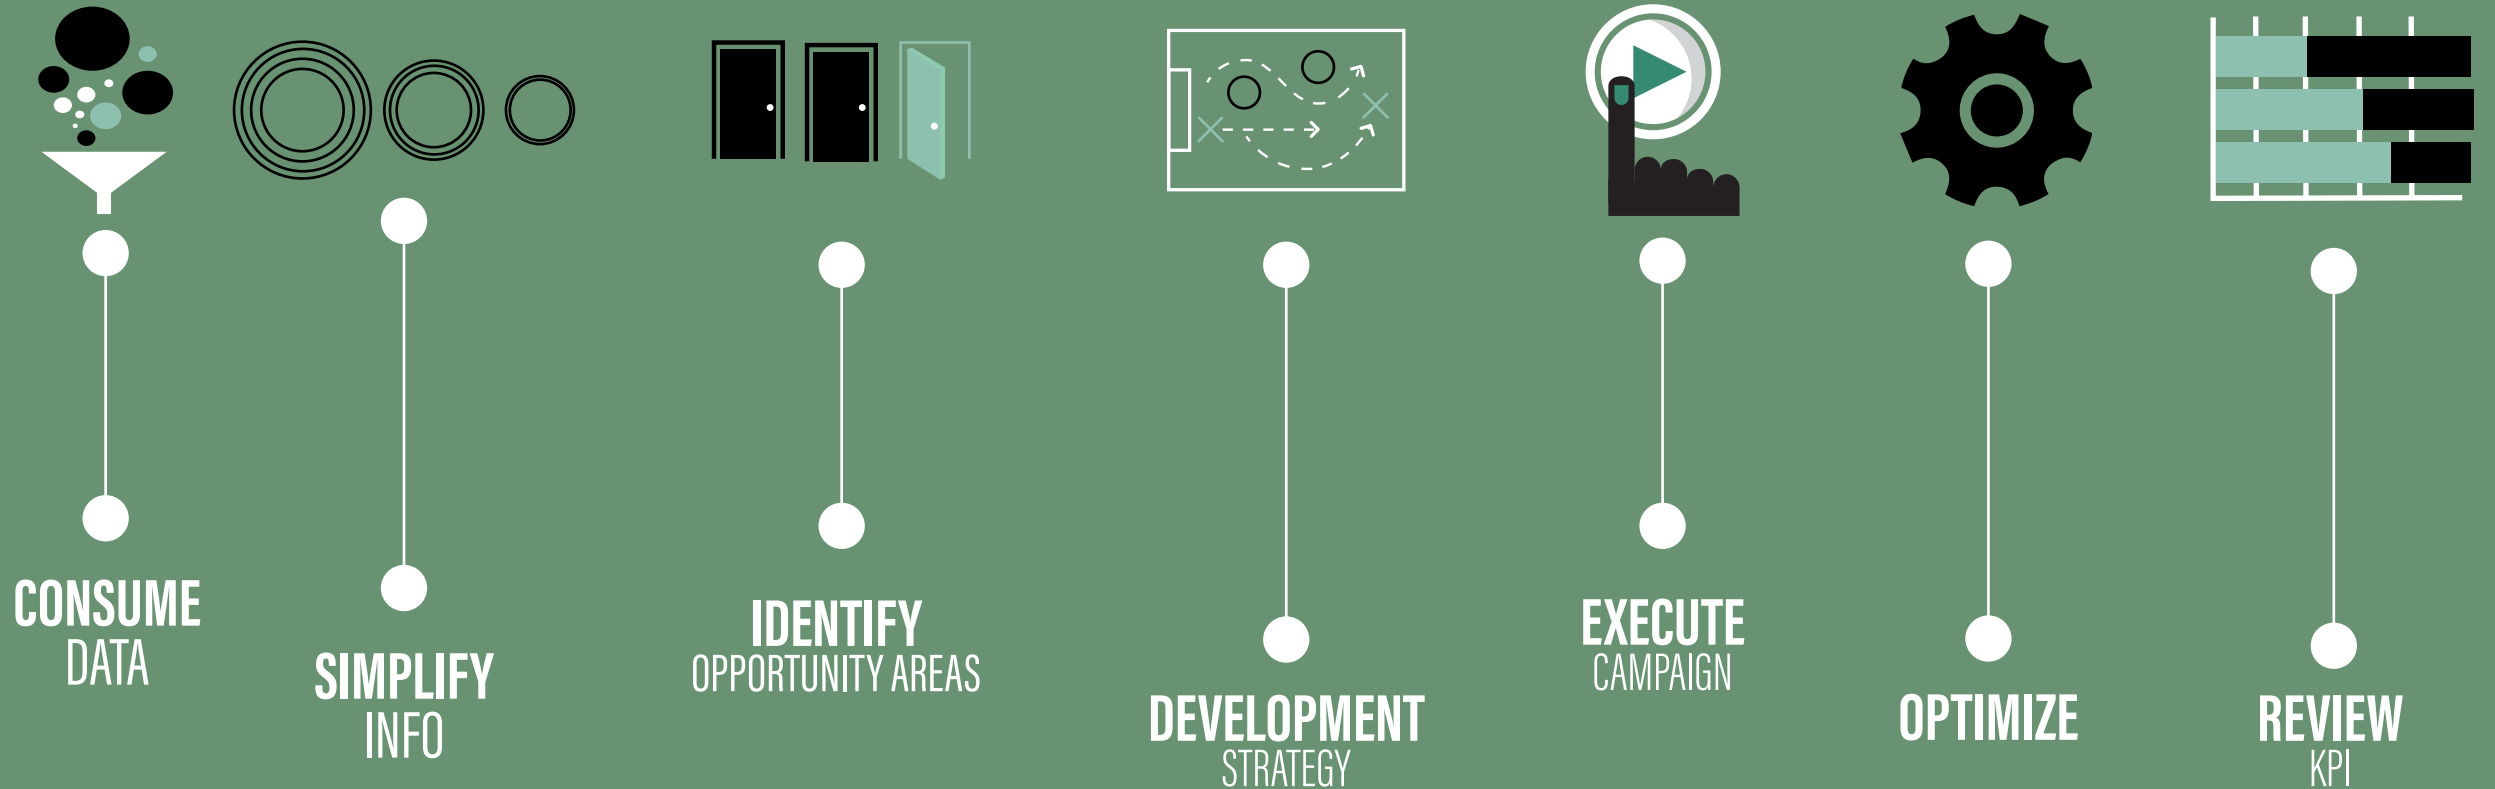 CONSUME
DATA
SIMPLIFY
INFO
IDENTIFY
OPPORTUNITY AREAS
DEVELOPMENT
STRATEGY
EXECUTE
CAMPAIGN
OPTIMIZE
REVIEW
KPI